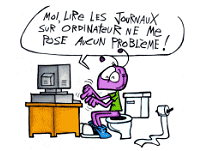 MOI, LIRE LES JOURNAUX
SUR ORDINATEUR NE ME
POSE AUCUN PROBLÈME !